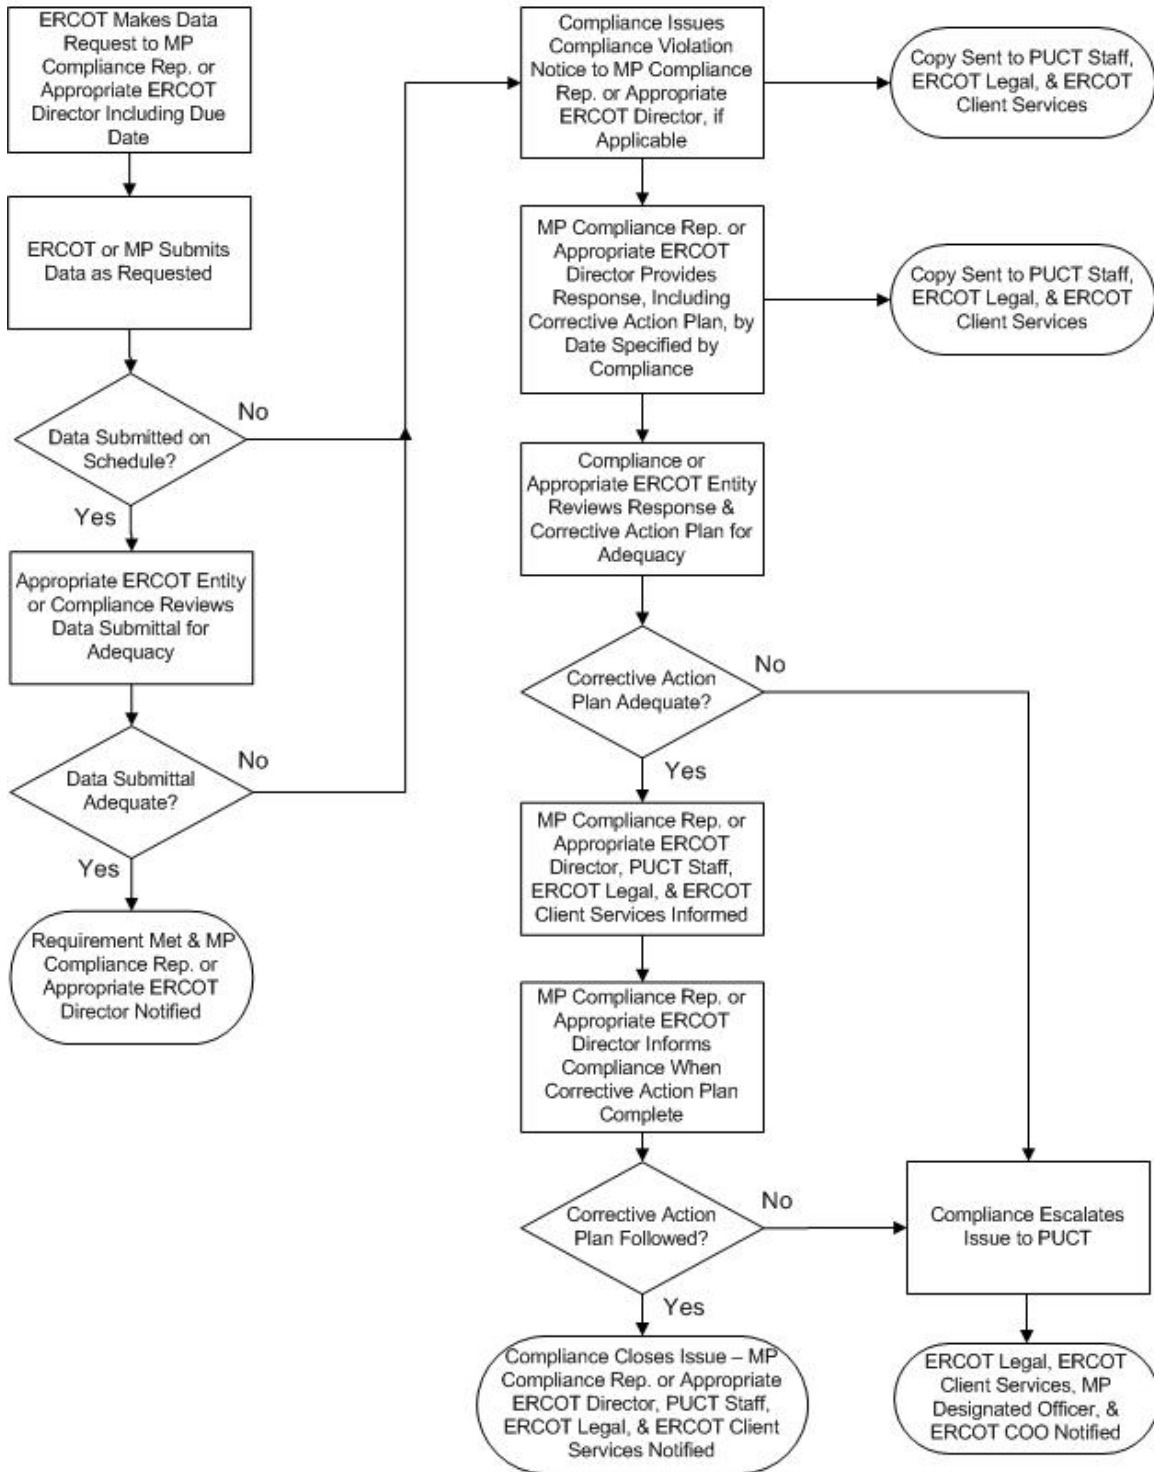 ERCOT Makes Data
Request to MP
Compliance Rep. or
Appropriate ERCOT
Director Including Due
Date
ERCOT or MP Submits
Data as Requested
Data Submitted on
Schedule?
No
Yes
Appropriate ERCOT Entity
or Compliance Reviews
Data Submittal for
Adequacy
Data Submittal
Adequate?
No
Yes
Requirement Met & MP
Compliance Rep. or
Appropriate ERCOT
Director Notified
Compliance Issues
Compliance Violation
Notice to MP Compliance
Rep. or Appropriate
ERCOT Director, if
Applicable
Copy Sent to PUCT Staff,
ERCOT Legal, & ERCOT
Client Services
MP Compliance Rep. or
Appropriate ERCOT
Director Provides
Response, Including
Corrective Action Plan, by
Date Specified by
Compliance
Copy Sent to PUCT Staff,
ERCOT Legal, & ERCOT
Client Services
Compliance or
Appropriate ERCOT Entity
Reviews Response &
Corrective Action Plan for
Adequacy
Corrective Action
Plan Adequate?
No
Yes
MP Compliance Rep. or
Appropriate ERCOT
Director, PUCT Staff,
ERCOT Legal, & ERCOT
Client Services Informed
MP Compliance Rep. or
Appropriate ERCOT
Director Informs
Compliance When
Corrective Action Plan
Complete
Corrective Action
Plan Followed?
No
Yes
Compliance Escalates
Issue to PUCT
Compliance Closes Issue – MP
Compliance Rep. or Appropriate
ERCOT Director, PUCT Staff,
ERCOT Legal, & ERCOT Client
Services Notified
ERCOT Legal, ERCOT
Client Services, MP
Designated Officer, &
ERCOT COO Notified